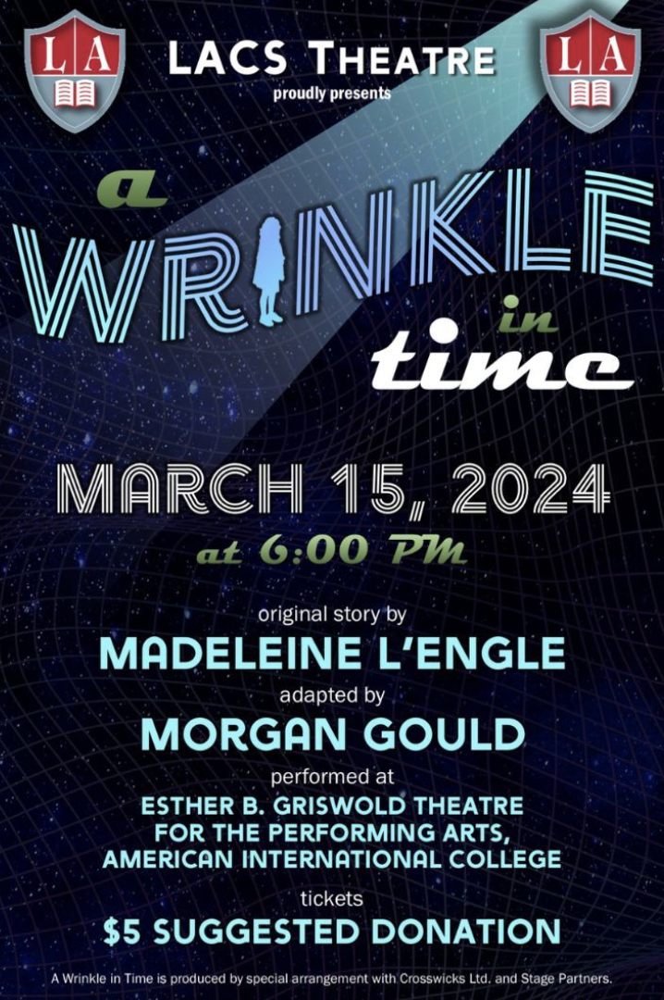 L A
LACS THEATRE
L A
proudly presents
a
WRINKLE
in
time
MARCH 15, 2024
at 6:00 PM
original story by
MADELEINE L'ENGLE
adapted by
MORGAN GOULD
performed at
ESTHER B. GRISWOLD THEATRE
FOR THE PERFORMING ARTS,
AMERICAN INTERNATIONAL COLLEGE
tickets
$5 SUGGESTED DONATION
A Wrinkle in Time is produced by special arrangement with Crosswicks Ltd. and Stage Partners.